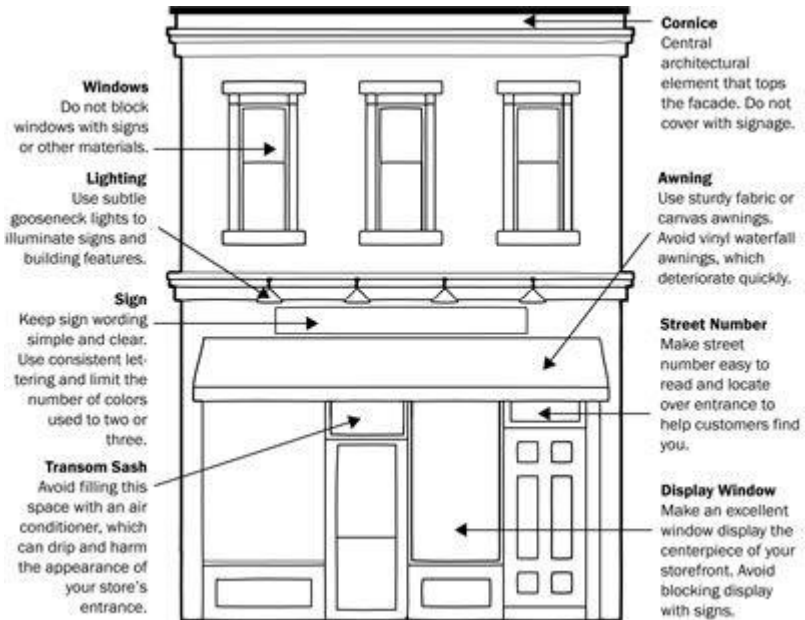 Windows
Do not block
windows with signs
or other materials.
Lighting
Use subtle
gooseneck lights to
illuminate signs and
building features.
Sign
Keep sign wording
simple and clear.
Use consistent let-
tering and limit the
number of colors
used to two or
three.
Transom Sash
Avoid filling this
space with an air
conditioner, which
can drip and harm
the appearance of
your store's
entrance.
Cornice
Central
architectural
element that tops
the facade. Do not
cover with signage.
Awning
Use sturdy fabric or
canvas awnings.
Avoid vinyl waterfall
awnings, which
deteriorate quickly.
Street Number
Make street
number easy to
read and locate
over entrance to
help customers find
you.
Display Window
Make an excellent
window display the
centerpiece of your
storefront. Avoid
blocking display
with signs.